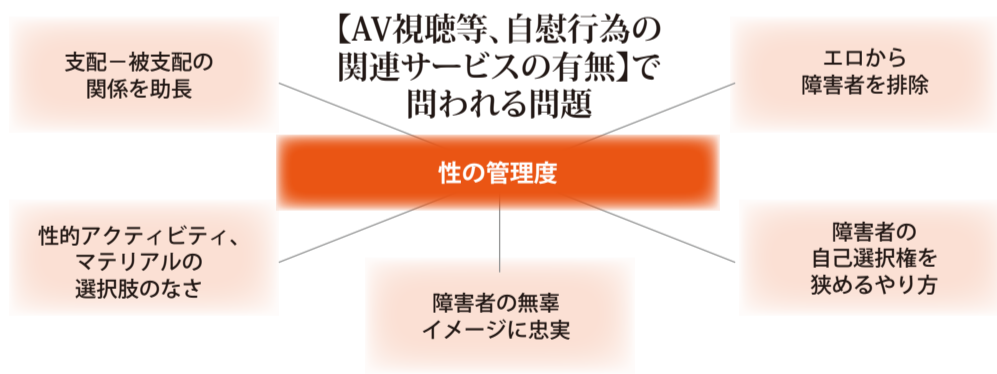 【AV視聴等、自慰行為の
関連サービスの有無】で
問われる問題
支配－被支配の
関係を助長
エロから
障害者を排除
性の管理度
性的アクティビティ、
マテリアルの
選択肢のなさ
障害者の無辜
イメージに忠実
障害者の
自己選択権を
狭めるやり方